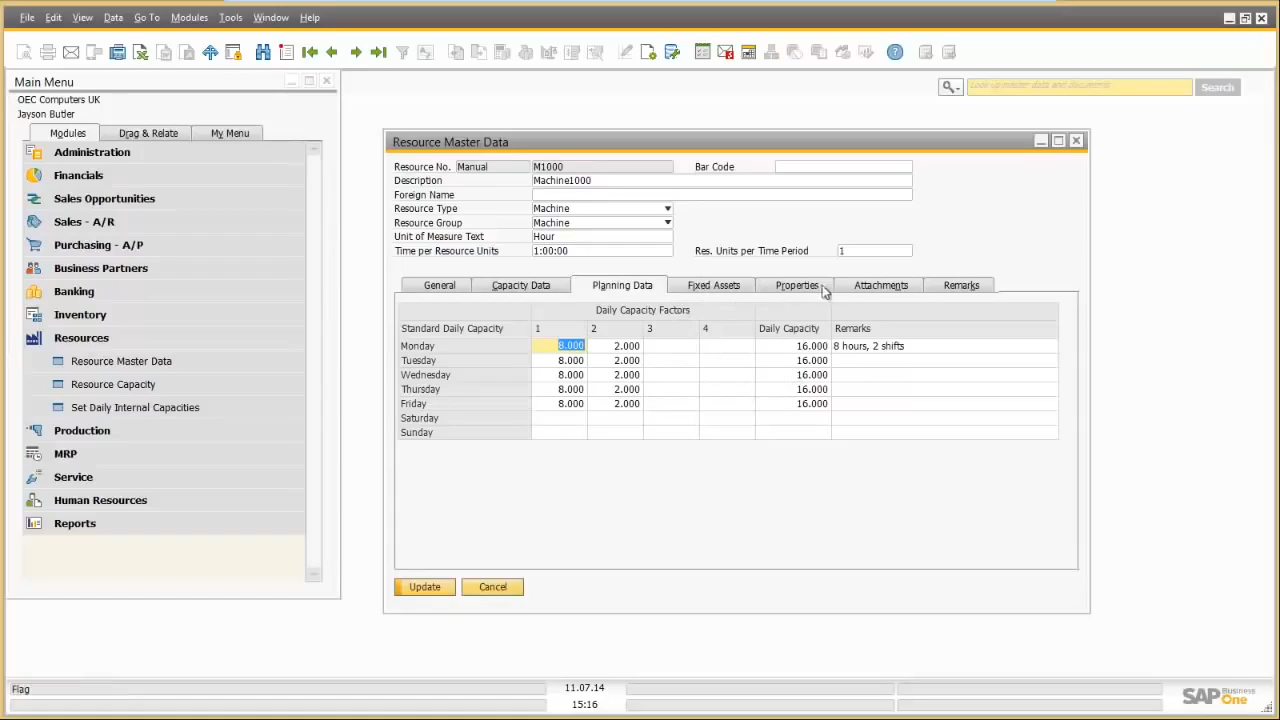 File Edit View Data Go To Modules Tools Window Help
Main Menu
OEC Computers UK
Jayson Butler
Modules Drag & Relate My Menu
Administration
Financials
Sales Opportunities
Sales - A/R
Purchasing - A/P
Business Partners
Banking
Inventory
Resources
Resource Master Data
Resource Capacity
Set Daily Internal Capacities
Production
MRP
Service
Human Resources
Reports
Look up master data and documents Search
Resource Master Data
Resource No. Manual M1000 Bar Code
Description Machine1000
Foreign Name
Resource Type Machine
Resource Group Machine
Unit of Measure Text Hour
Time per Resource Units 1:00:00 Res. Units per Time Period 1
General Capacity Data Planning Data Fixed Assets Properties Attachments Remarks
Daily Capacity Factors
Standard Daily Capacity 1 2 3 4 Daily Capacity Remarks
Monday 8.000 2.000 16.000 8 hours, 2 shifts
Tuesday 8.000 2.000 16.000
Wednesday 8.000 2.000 16.000
Thursday 8.000 2.000 16.000
Friday 8.000 2.000 16.000
Saturday
Sunday
Update Cancel
Flag
11.07.14
15:16
SAP Business One